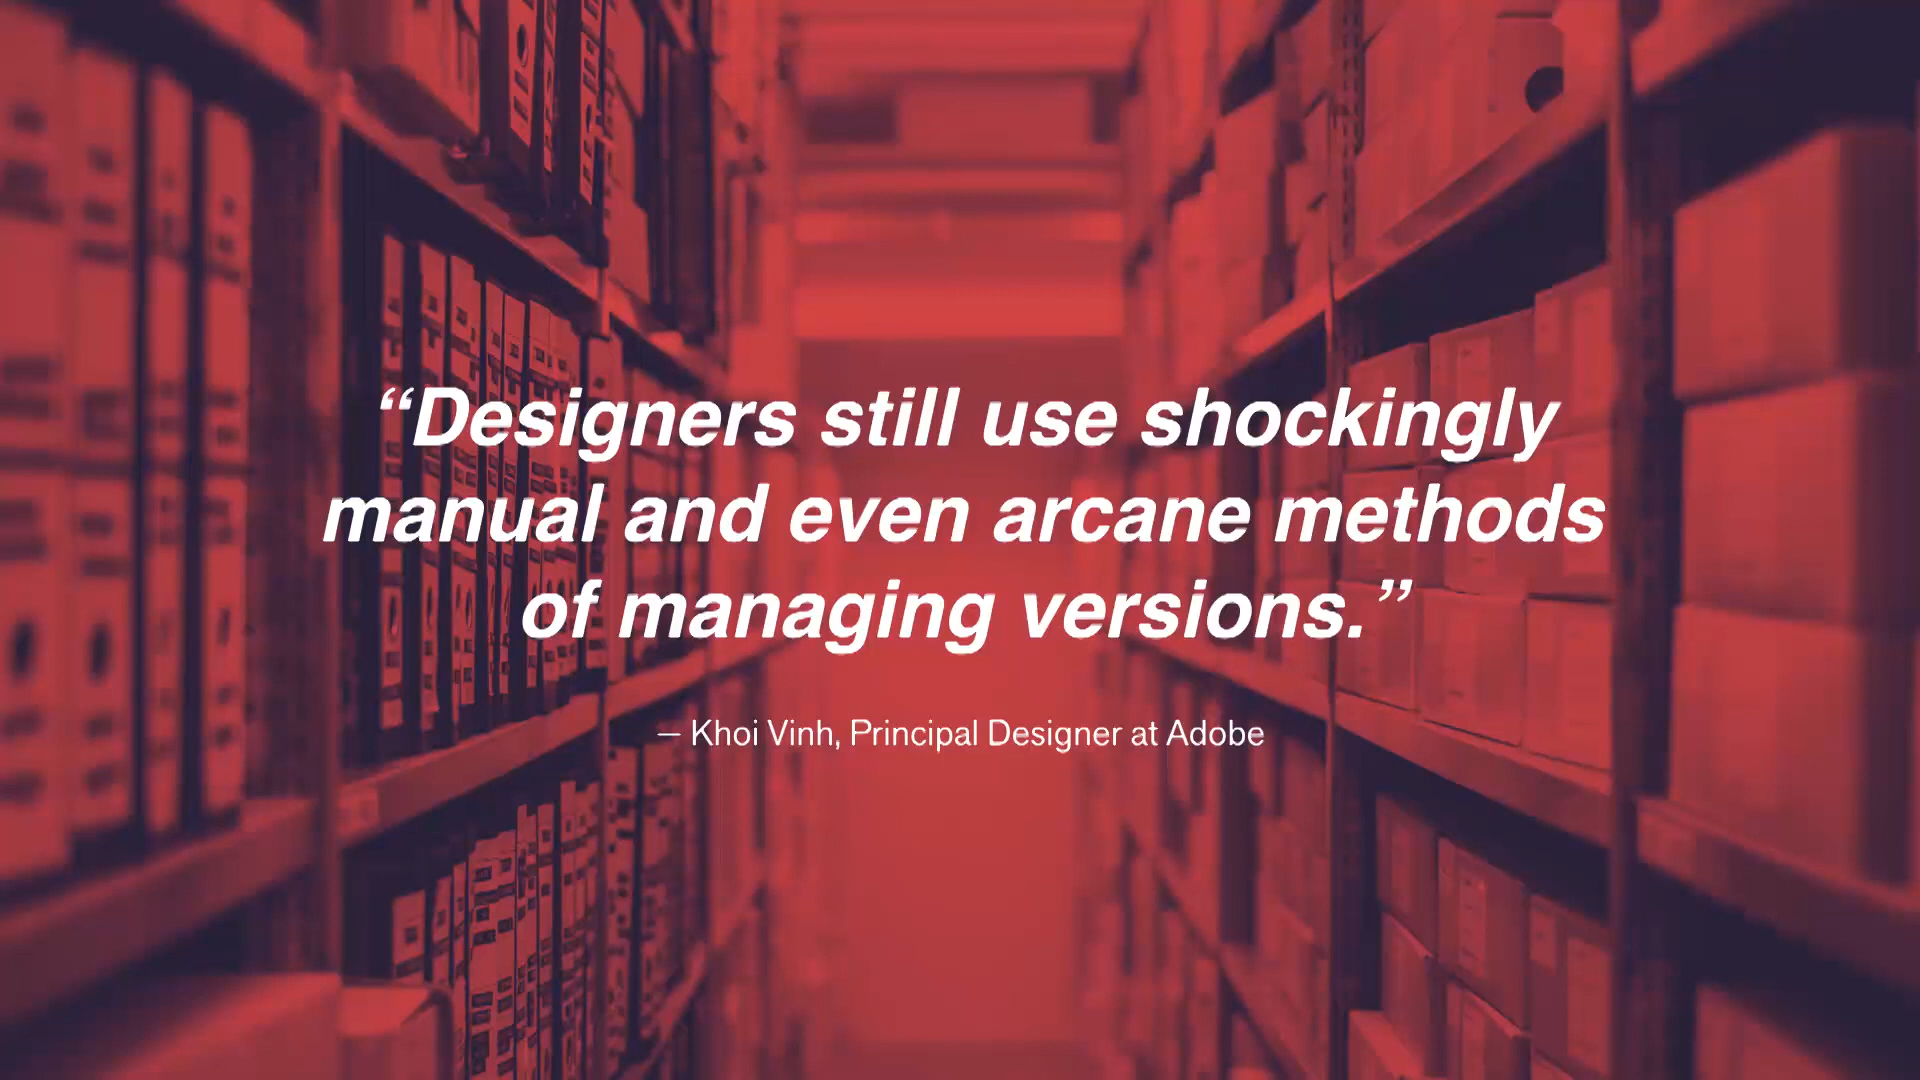 “Designers still use shockingly
manual and even arcane methods
of managing versions.”
– Khoi Vinh, Principal Designer at Adobe